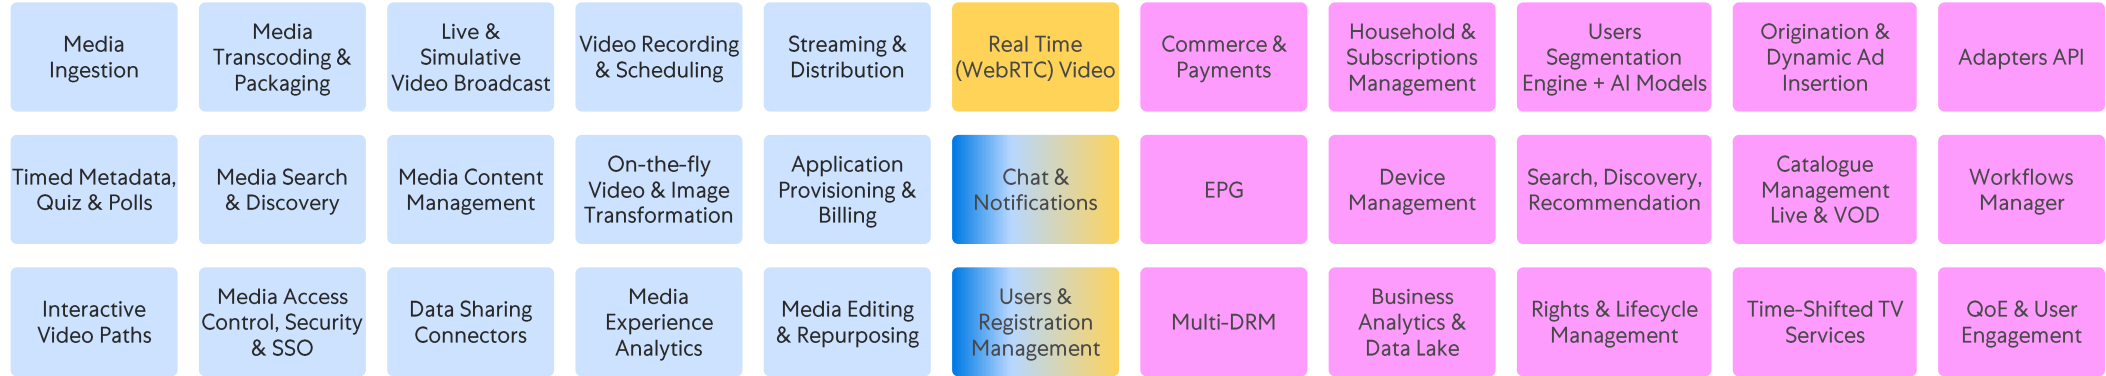 Media
Ingestion
Media
Transcoding &
Packaging
Live &
Simulative
Video Broadcast
Video Recording
& Scheduling
Streaming &
Distribution
Real Time
(WebRTC) Video
Commerce &
Payments
Household &
Subscriptions
Management
Users
Segmentation
Engine + AI Models
Origination &
Dynamic Ad
Insertion
Adapters API
Timed Metadata,
Quiz & Polls
Media Search
& Discovery
Media Content
Management
On-the-fly
Video & Image
Transformation
Application
Provisioning &
Billing
Chat &
Notifications
EPG
Device
Management
Search, Discovery,
Recommendation
Catalogue
Management
Live & VOD
Workflows
Manager
Interactive
Video Paths
Media Access
Control, Security
& SSO
Data Sharing
Connectors
Media
Experience
Analytics
Media Editing
& Repurposing
Users &
Registration
Management
Multi-DRM
Business
Analytics &
Data Lake
Rights & Lifecycle
Management
Time-Shifted TV
Services
QoE & User
Engagement